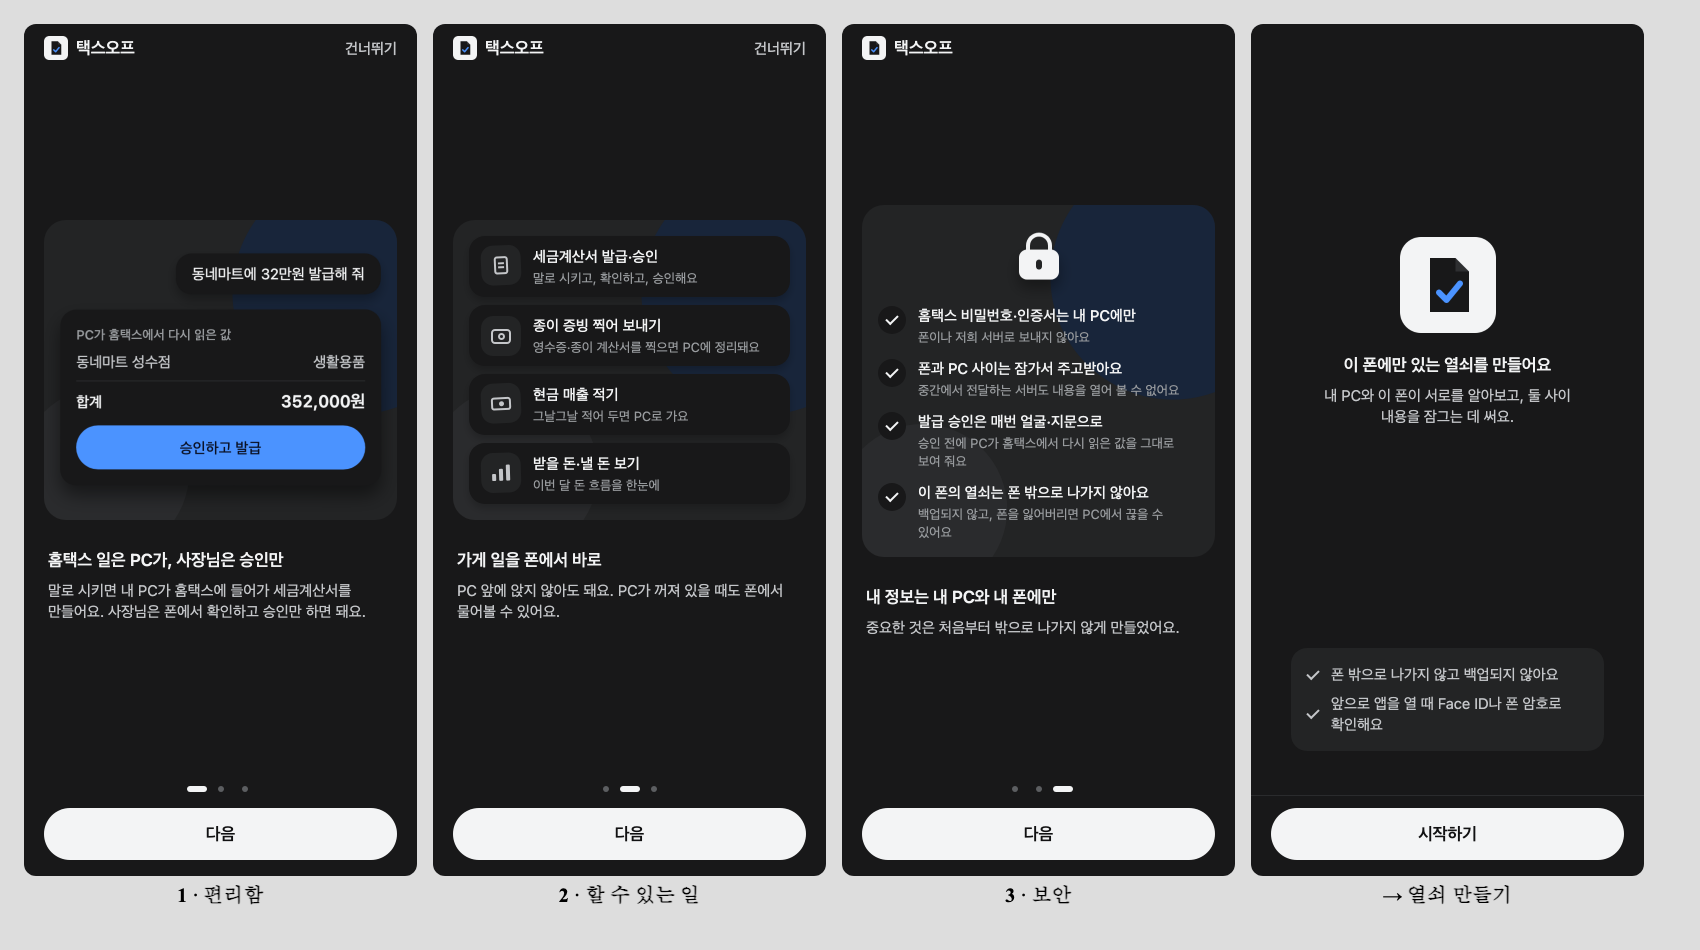 택스오프
건너뛰기
동네마트에 32만원 발급해 줘
PC가 홈택스에서 다시 읽은 값
동네마트 성수점 생활용품
합계 352,000원
승인하고 발급
홈택스 일은 PC가, 사장님은 승인만
말로 시키면 내 PC가 홈택스에 들어가 세금계산서를
만들어요. 사장님은 폰에서 확인하고 승인만 하면 돼요.
다음
1 · 편리함
택스오프
건너뛰기
세금계산서 발급·승인
말로 시키고, 확인하고, 승인해요
종이 증빙 찍어 보내기
영수증·종이 계산서를 찍으면 PC에 정리돼요
현금 매출 적기
그날그날 적어 두면 PC로 가요
받을 돈·낼 돈 보기
이번 달 돈 흐름을 한눈에
가게 일을 폰에서 바로
PC 앞에 앉지 않아도 돼요. PC가 꺼져 있을 때도 폰에서
물어볼 수 있어요.
다음
2 · 할 수 있는 일
택스오프
홈택스 비밀번호·인증서는 내 PC에만
폰이나 저희 서버로 보내지 않아요
폰과 PC 사이는 잠가서 주고받아요
중간에서 전달하는 서버도 내용을 열어 볼 수 없어요
발급 승인은 매번 얼굴·지문으로
승인 전에 PC가 홈택스에서 다시 읽은 값을 그대로
보여 줘요
이 폰의 열쇠는 폰 밖으로 나가지 않아요
백업되지 않고, 폰을 잃어버리면 PC에서 끊을 수
있어요
내 정보는 내 PC와 내 폰에만
중요한 것은 처음부터 밖으로 나가지 않게 만들었어요.
다음
3 · 보안
이 폰에만 있는 열쇠를 만들어요
내 PC와 이 폰이 서로를 알아보고, 둘 사이
내용을 잠그는 데 써요.
폰 밖으로 나가지 않고 백업되지 않아요
앞으로 앱을 열 때 Face ID나 폰 암호로
확인해요
시작하기
→ 열쇠 만들기